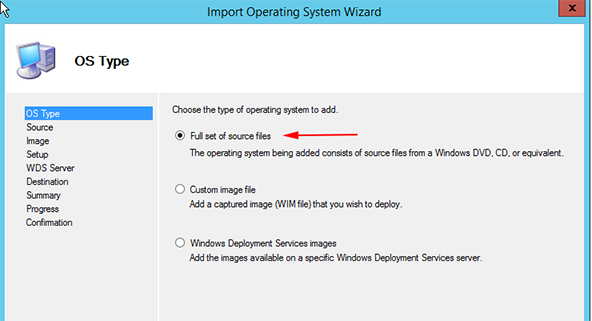 Import Operating System Wizard
X
OS Type
OS Type
Source
Image
Setup
WDS Server
Destination
Summary
Progress
Confirmation
Choose the type of operating system to add.
Full set of source files
The operating system being added consists of source files from a Windows DVD, CD, or equivalent.
Custom image file
Add a captured image (WIM file) that you wish to deploy.
Windows Deployment Services images
Add the images available on a specific Windows Deployment Services server.